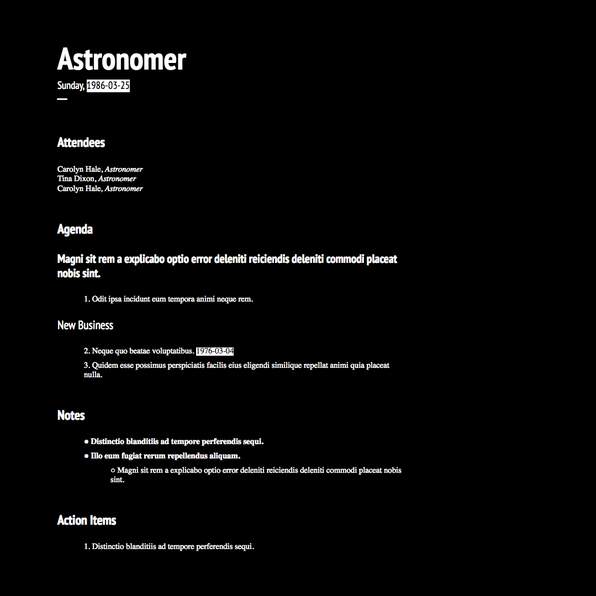 Astronomer
Sunday, 1986-03-25
Attendees
Carolyn Hale, Astronomer
Tina Dixon, Astronomer
Carolyn Hale, Astronomer
Agenda
Magni sit rem a explicabo optio error deleniti reiciendis deleniti commodi placeat
nobis sint.
1. Odit ipsa incidunt eum tempora animi neque rem.
New Business
2. Neque quo beatae voluptatibus. 1976-03-04
3. Quidem esse possimus perspiciatis facilis eius eligendi similique repellat animi quia placeat
nulla.
Notes
● Distinctio blanditiis ad tempore perferendis sequi.
● Illo eum fugiat rerum repellendus aliquam.
○ Magni sit rem a explicabo optio error deleniti reiciendis deleniti commodi placeat nobis
sint.
Action Items
1. Distinctio blanditiis ad tempore perferendis sequi.